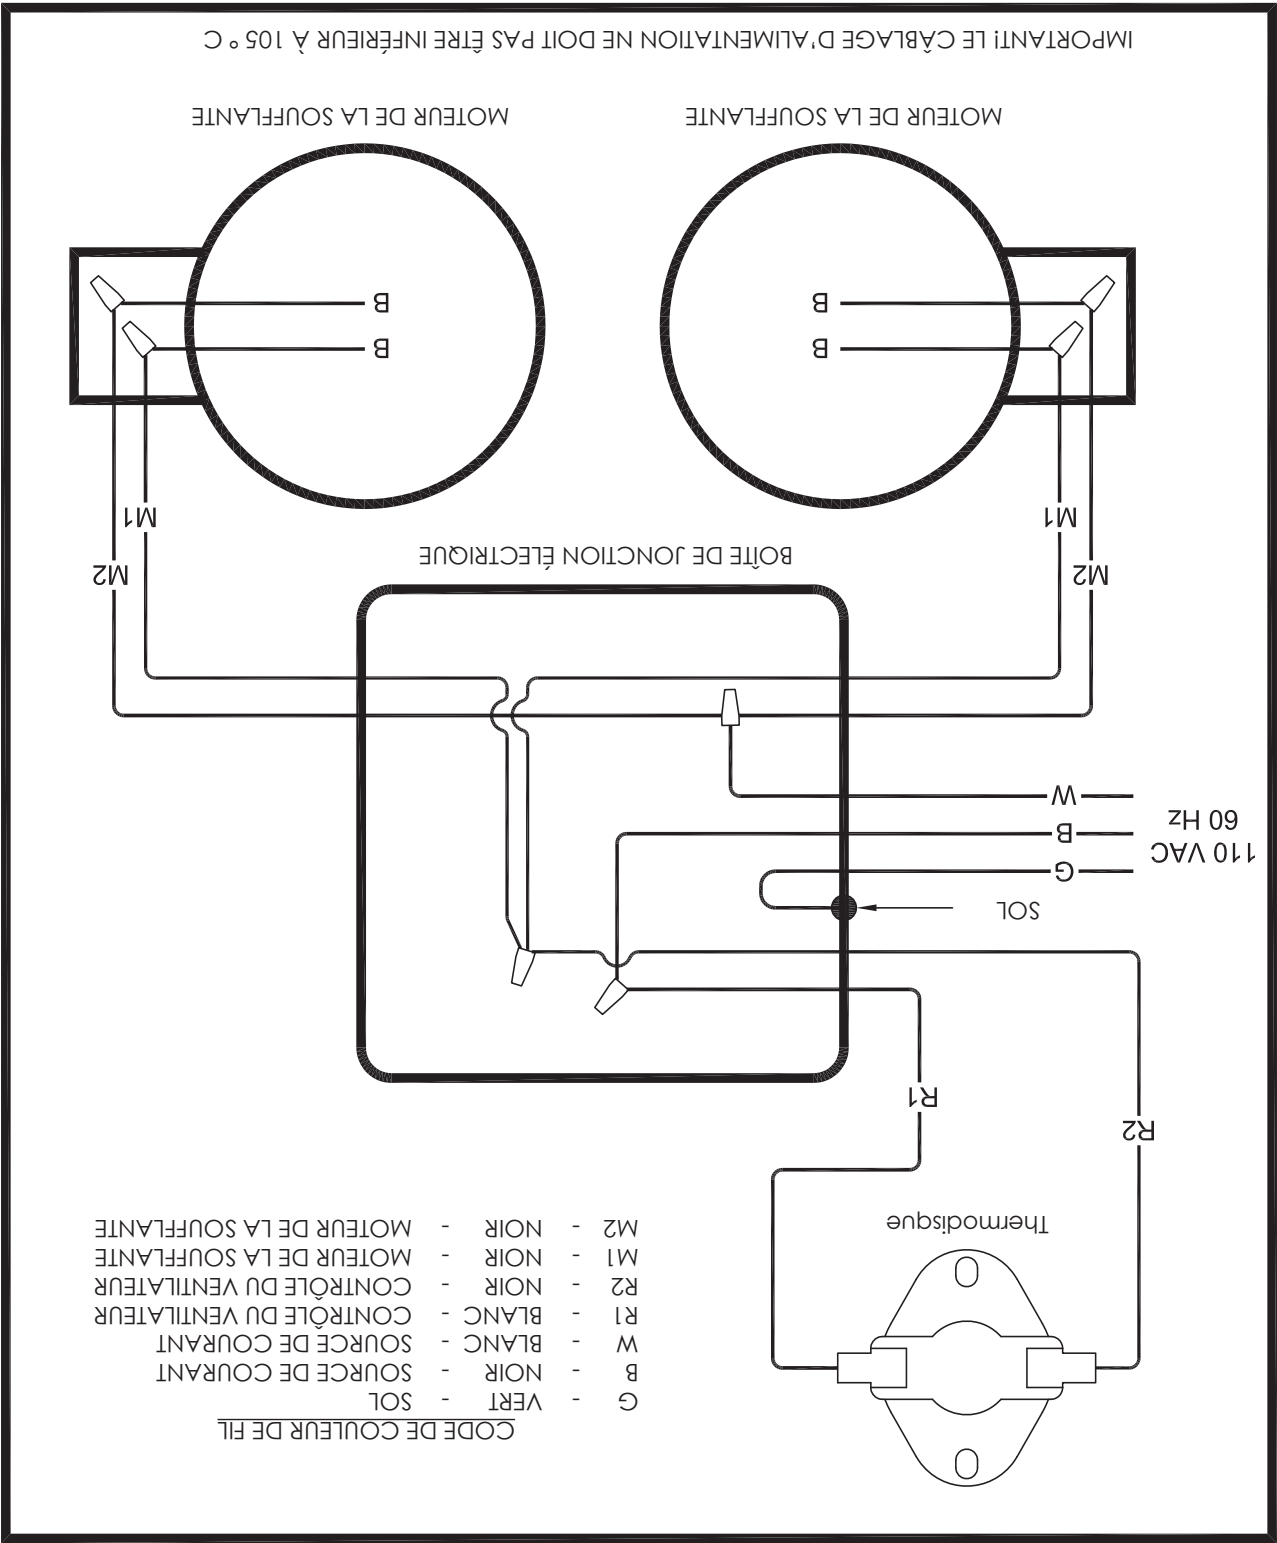 CODE DE COULEUR DE FIL
G - VERT - SOL
B - NOIR - SOURCE DE COURANT
W - BLANC - SOURCE DE COURANT
R1 - BLANC - CONTRÔLE DU VENTILATEUR
R2 - NOIR - CONTRÔLE DU VENTILATEUR
M1 - NOIR - MOTEUR DE LA SOUFFLANTE
M2 - NOIR - MOTEUR DE LA SOUFFLANTE
Thermodisque
R2
R1
SOL
110 VAC
60 Hz
G
B
W
M2
M2
BOÎTE DE JONCTION ÉLECTRIQUE
M1
M1
B
B
B
B
MOTEUR DE LA SOUFFLANTE
MOTEUR DE LA SOUFFLANTE
IMPORTANT! LE CÂBLAGE D'ALIMENTATION NE DOIT PAS ÊTRE INFÉRIEUR À 105° C